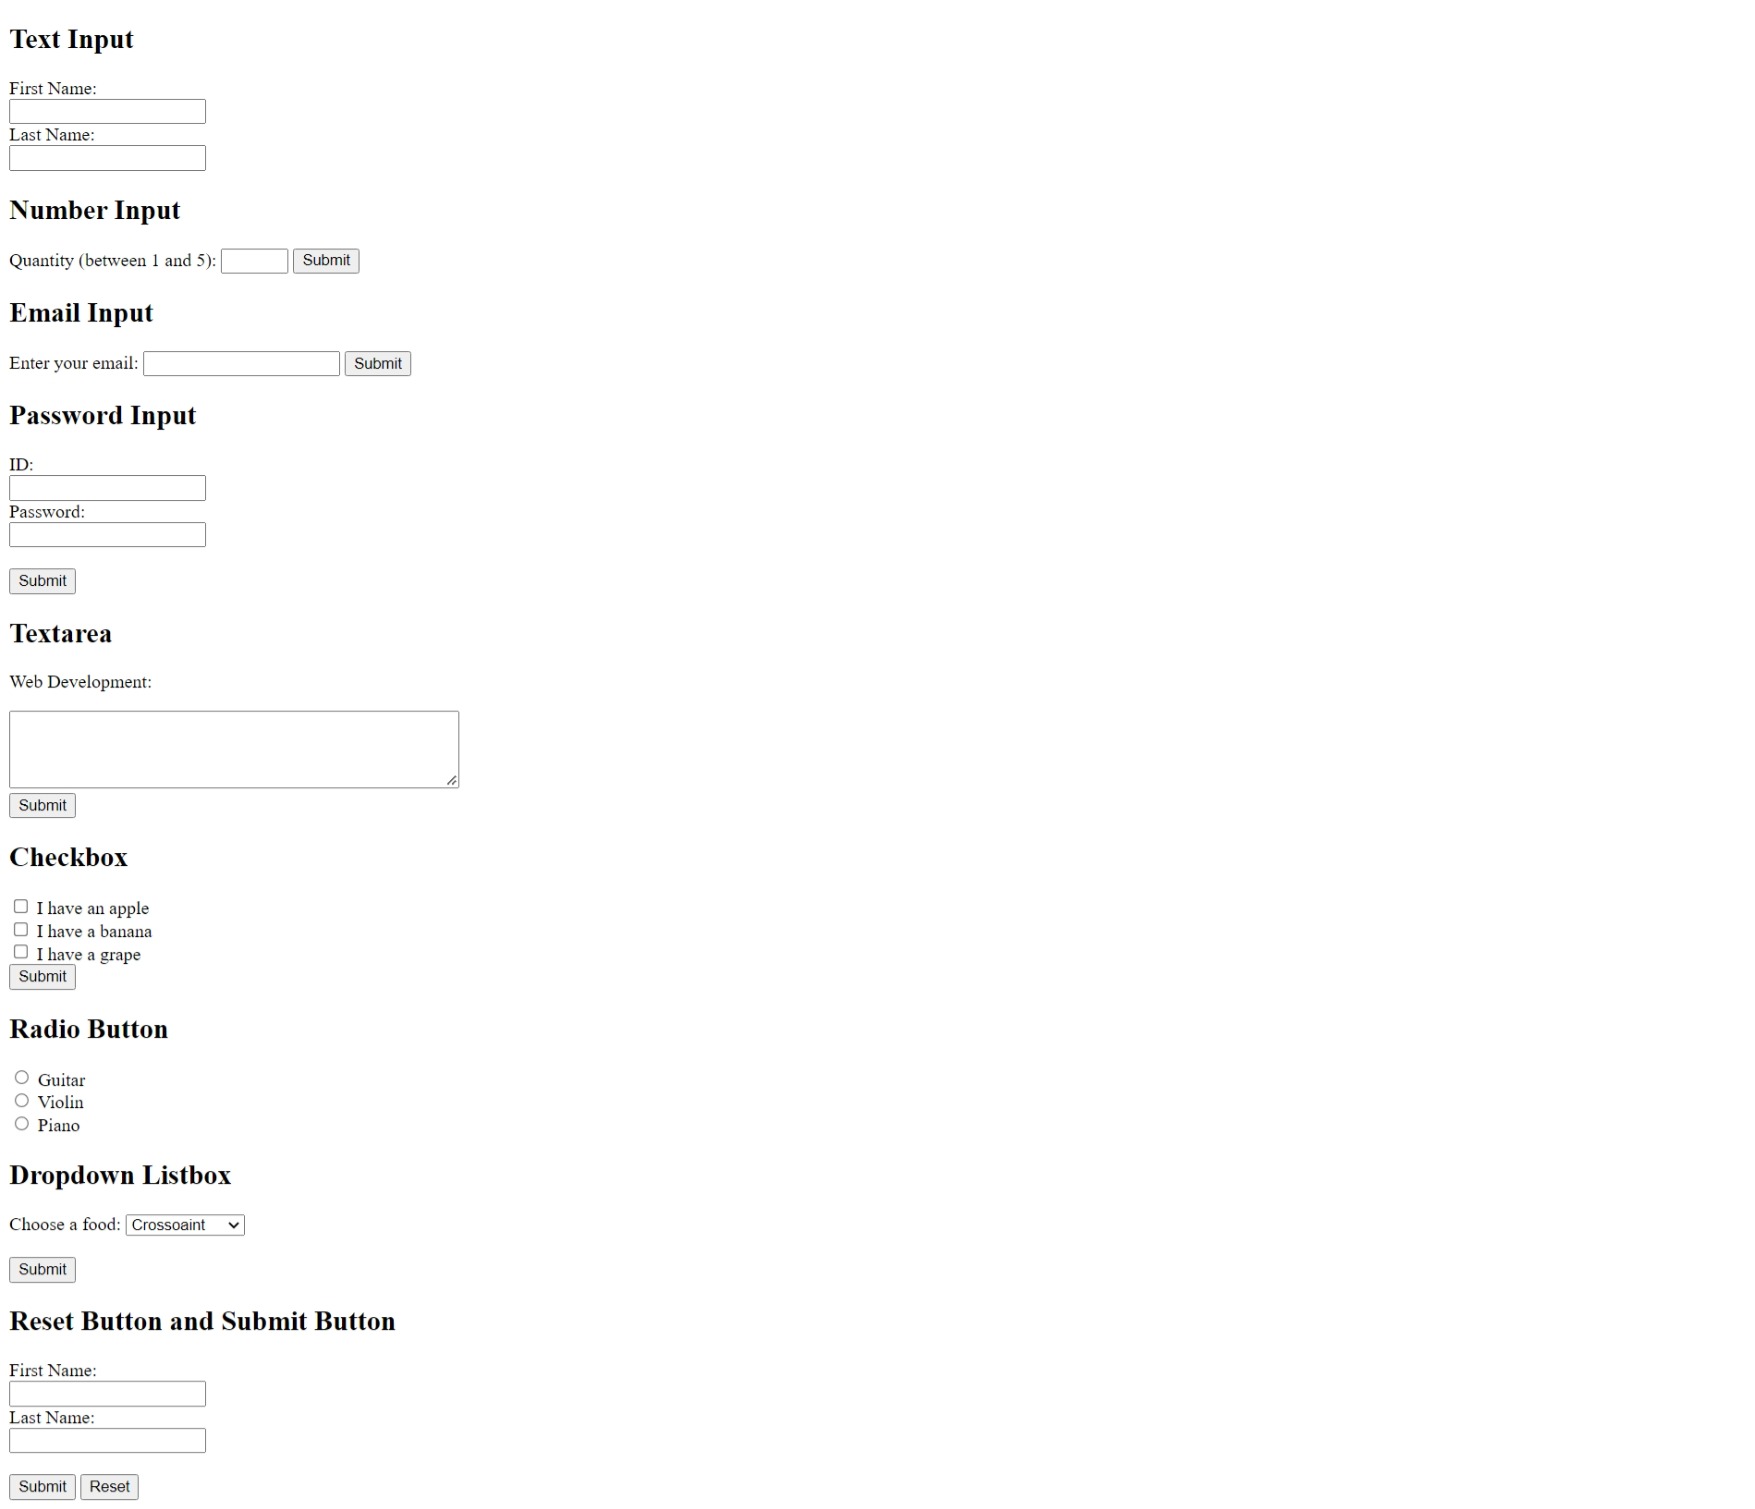 Text Input
First Name:
Last Name:
Number Input
Quantity (between 1 and 5): Submit
Email Input
Enter your email: Submit
Password Input
ID:
Password:
Submit
Textarea
Web Development:
Submit
Checkbox
I have an apple
I have a banana
I have a grape
Submit
Radio Button
Guitar
Violin
Piano
Dropdown Listbox
Choose a food: Crossoaint
Submit
Reset Button and Submit Button
First Name:
Last Name:
Submit Reset